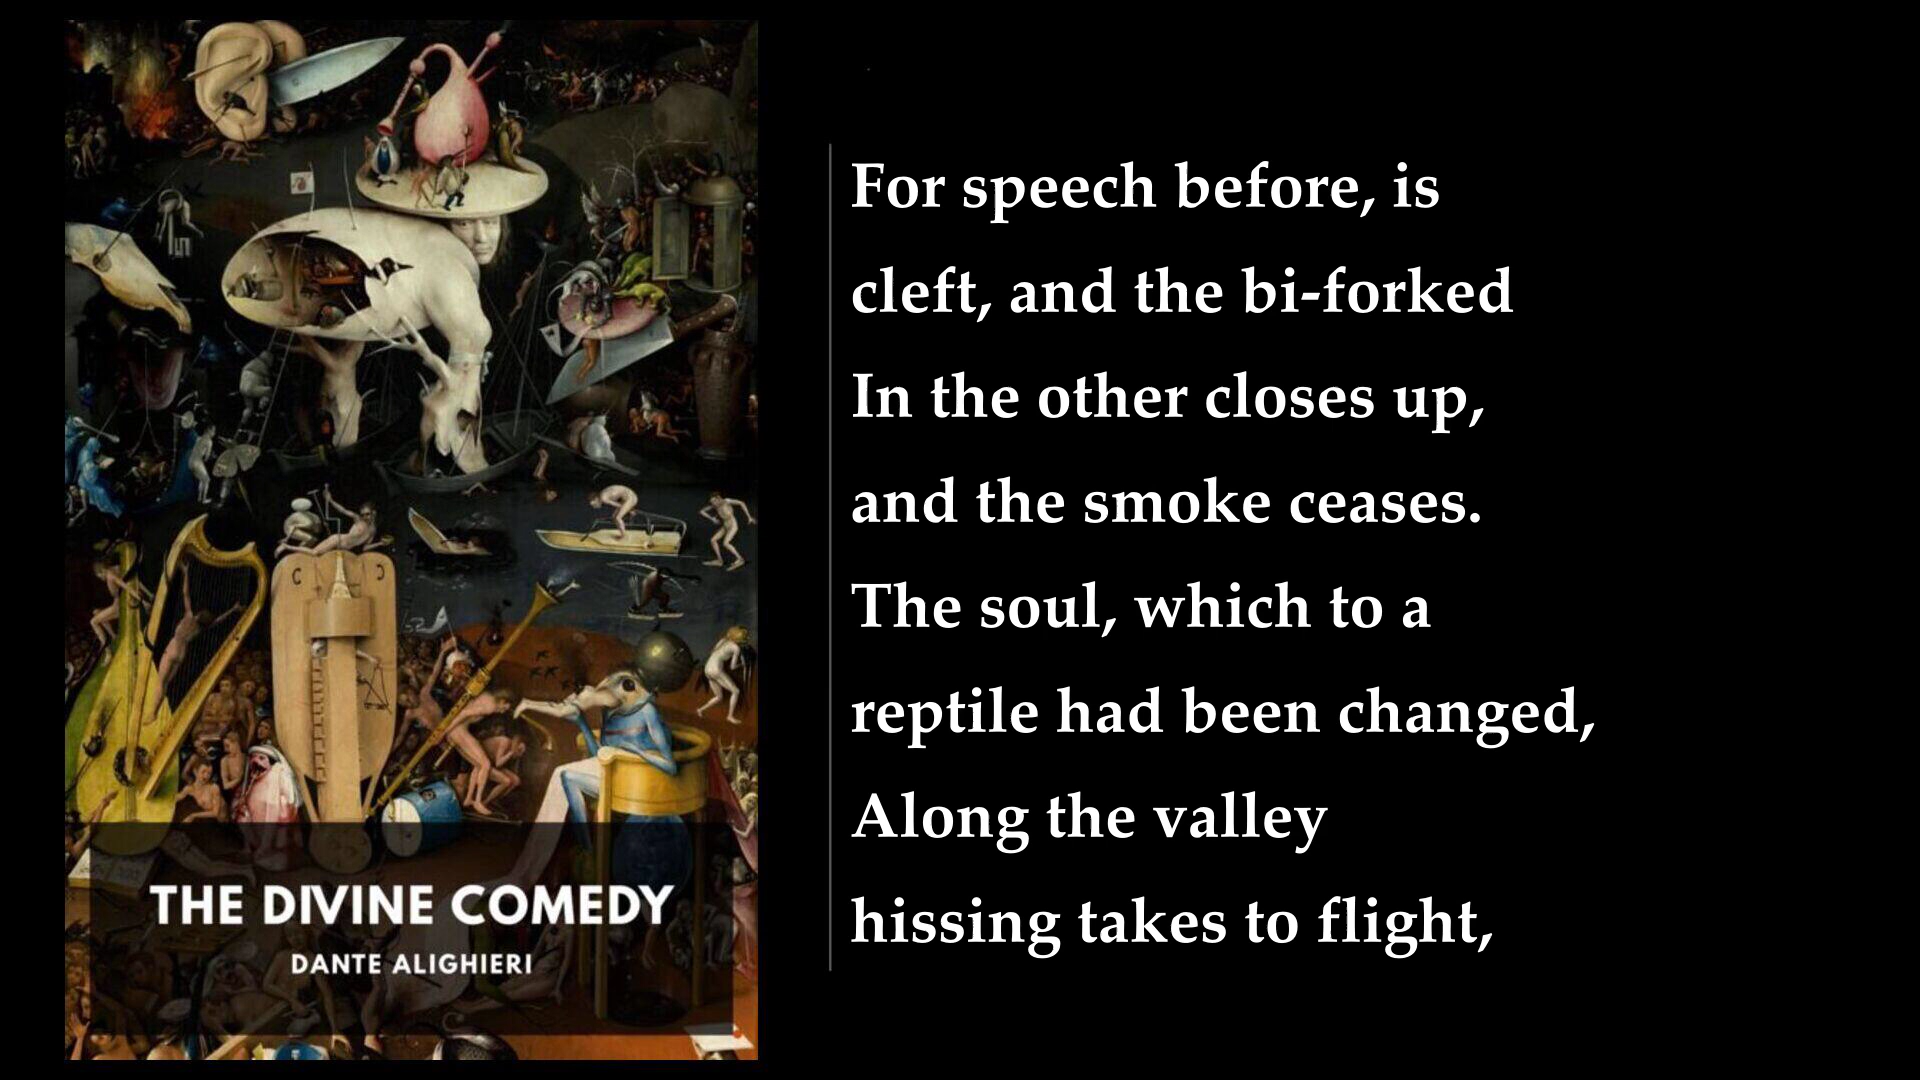 For speech before, is
cleft, and the bi-forked
In the other closes up,
and the smoke ceases.
The soul, which to a
reptile had been changed,
Along the valley
hissing takes to flight,
THE DIVINE COMEDY
DANTE ALIGHIERI